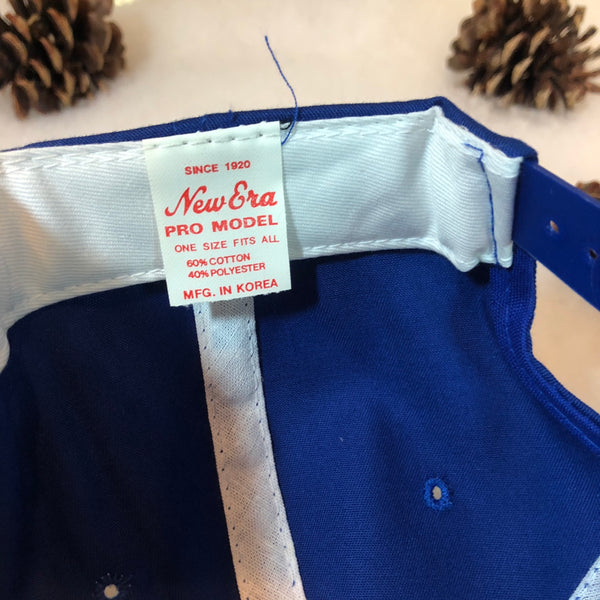 SINCE 1920
New Era
PRO MODEL
ONE SIZE FITS ALL
60% COTTON
40% POLYESTER
MFG. IN KOREA